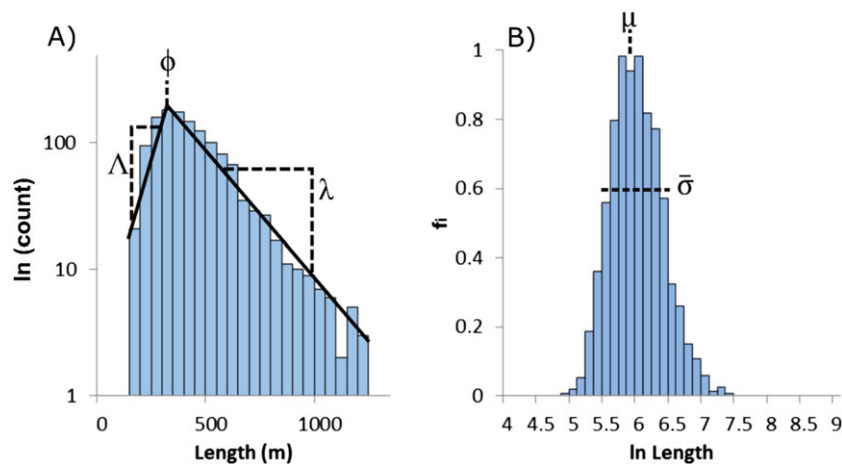 A)
ϕ
100
10
1
Λ
λ
ln (count)
0 500 1000
Length (m)
B)
μ
1
0.8
0.6
0.4
0.2
0
σ̄
fi
4 4.5 5 5.5 6 6.5 7 7.5 8 8.5 9
ln Length